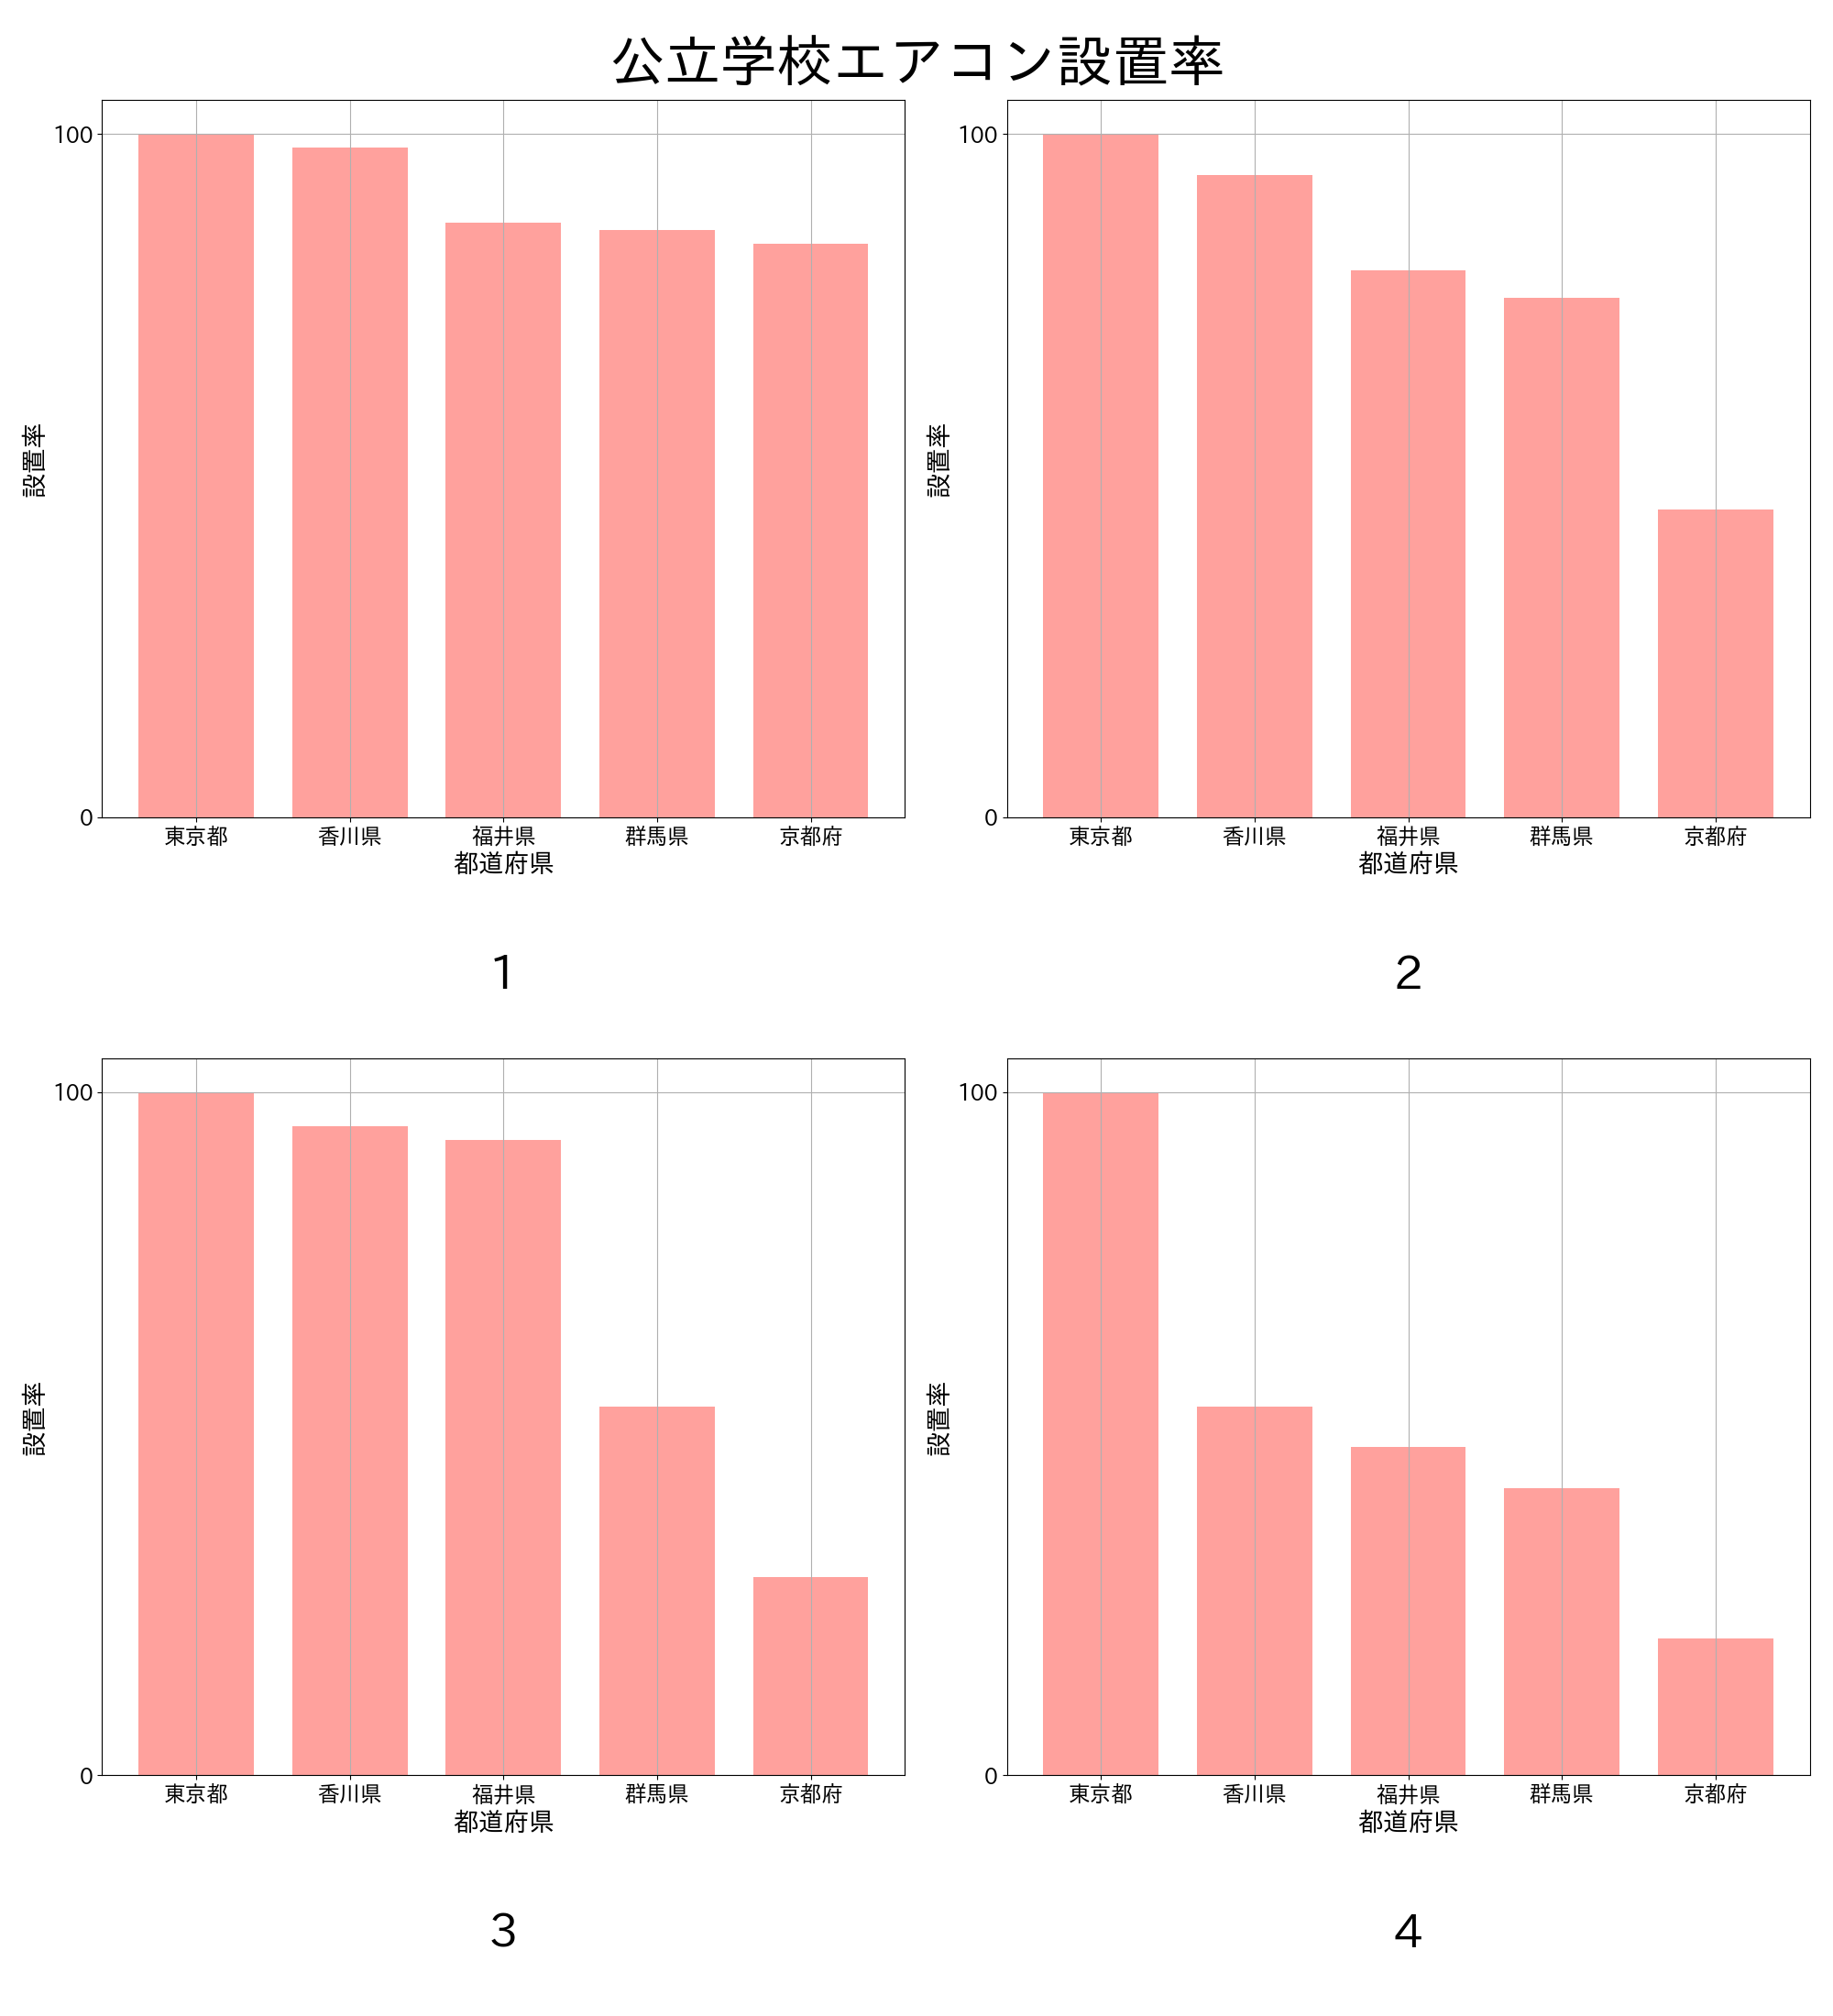 公立学校エアコン設置率
100
0
設置率
東京都 香川県 福井県 群馬県 京都府
都道府県
1
100
0
設置率
東京都 香川県 福井県 群馬県 京都府
都道府県
2
100
0
設置率
東京都 香川県 福井県 群馬県 京都府
都道府県
3
100
0
設置率
東京都 香川県 福井県 群馬県 京都府
都道府県
4